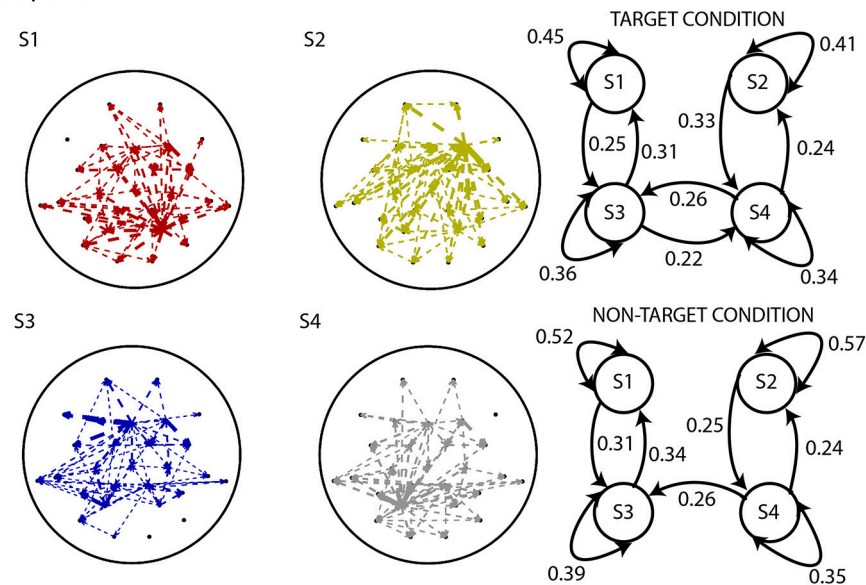 TARGET CONDITION
S1
S2
0.45
0.41
S1
S2
0.33
0.25
0.31
0.24
0.26
S3
S4
0.22
0.36
0.34
S3
S4
NON-TARGET CONDITION
0.52
0.57
S1
S2
0.25
0.31
0.34
0.24
0.26
S3
S4
0.39
0.35